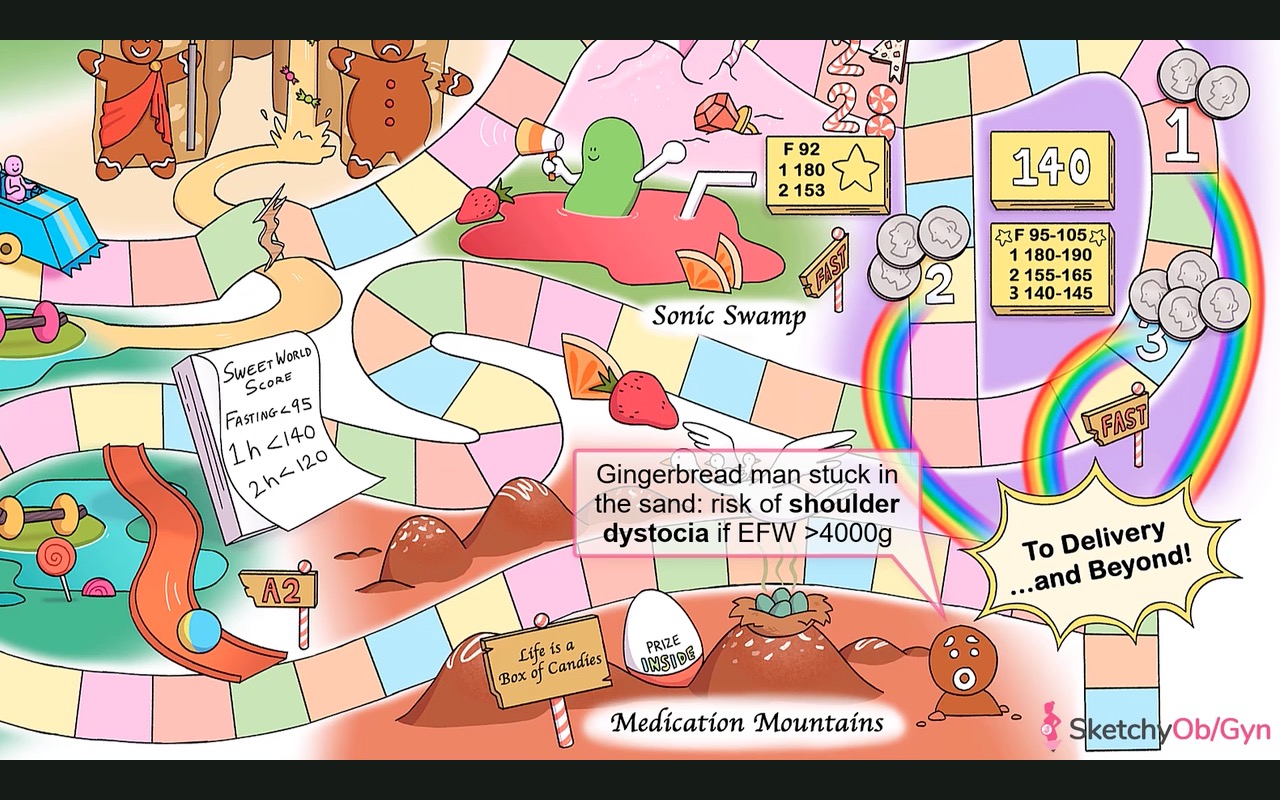 2
28
1
F 92
1 180
2 153
140
F 95-105
1 180-190
2 155-165
3 140-145
FAST
2
3
Sonic Swamp
SWEET WORLD
SCORE
FASTING<95
1h <140
2h< 120
FAST
Gingerbread man stuck in
the sand: risk of shoulder
dystocia if EFW >4000g
To Delivery
...and Beyond!
A2
Life is a
Box of Candies
PRIZE
INSIDE
Medication Mountains
SketchyOb/Gyn